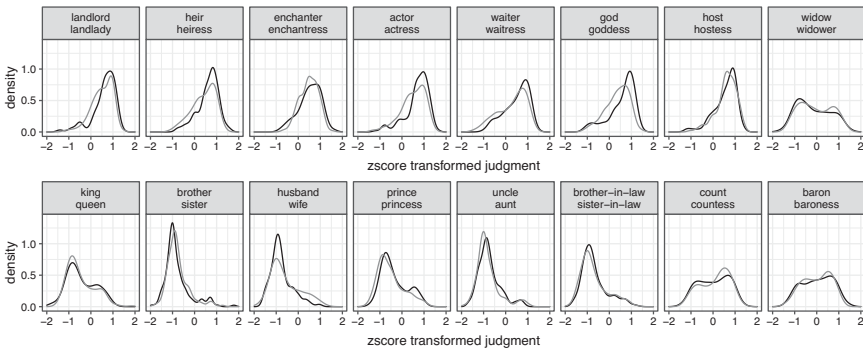 landlord heir enchanter actor waiter god host widow
landlady heiress enchantress actress waitress goddess hostess widower
1.0
0.5
0.0
density
−2 −1 0 1 2 −2 −1 0 1 2 −2 −1 0 1 2 −2 −1 0 1 2 −2 −1 0 1 2 −2 −1 0 1 2 −2 −1 0 1 2 −2 −1 0 1 2
zscore transformed judgment
king brother husband prince uncle brother−in−law count baron
queen sister wife princess aunt sister−in−law countess baroness
1.0
0.5
0.0
density
−2 −1 0 1 2 −2 −1 0 1 2 −2 −1 0 1 2 −2 −1 0 1 2 −2 −1 0 1 2 −2 −1 0 1 2 −2 −1 0 1 2 −2 −1 0 1 2
zscore transformed judgment